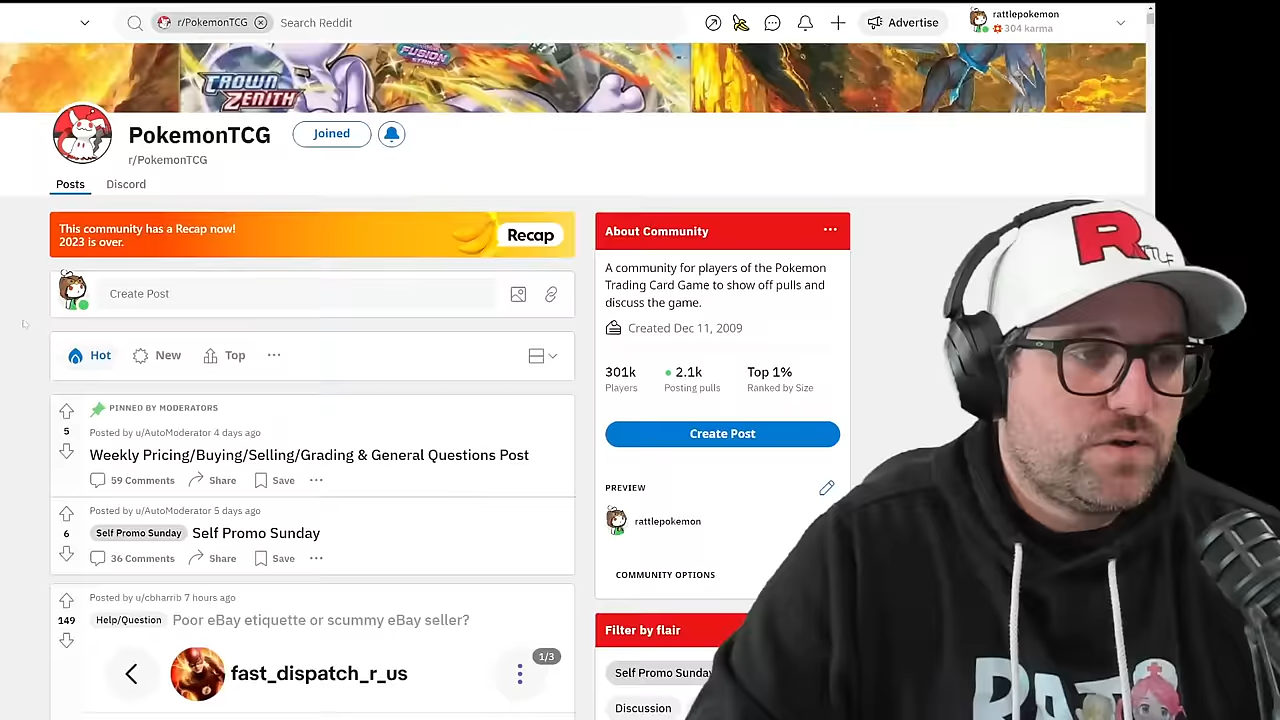 r/PokemonTCG
Search Reddit
Advertise
rattlepokemon
304 karma
CROWN ZENITH
FUSION STRIKE
PokemonTCG
Joined
r/PokemonTCG
Posts
Discord
This community has a Recap now!
2023 is over.
Recap
Create Post
Hot
New
Top
PINNED BY MODERATORS
5
Posted by u/AutoModerator 4 days ago
Weekly Pricing/Buying/Selling/Grading & General Questions Post
59 Comments
Share
Save
Posted by u/AutoModerator 5 days ago
6
Self Promo Sunday
Self Promo Sunday
36 Comments
Share
Save
Posted by u/cbharrib 7 hours ago
149
Help/Question
Poor eBay etiquette or scummy eBay seller?
1/3
fast_dispatch_r_us
About Community
A community for players of the Pokemon
Trading Card Game to show off pulls and
discuss the game.
Created Dec 11, 2009
301k
2.1k
Top 1%
Players
Posting pulls
Ranked by Size
Create Post
PREVIEW
rattlepokemon
COMMUNITY OPTIONS
Filter by flair
Self Promo Sunday
Discussion
R